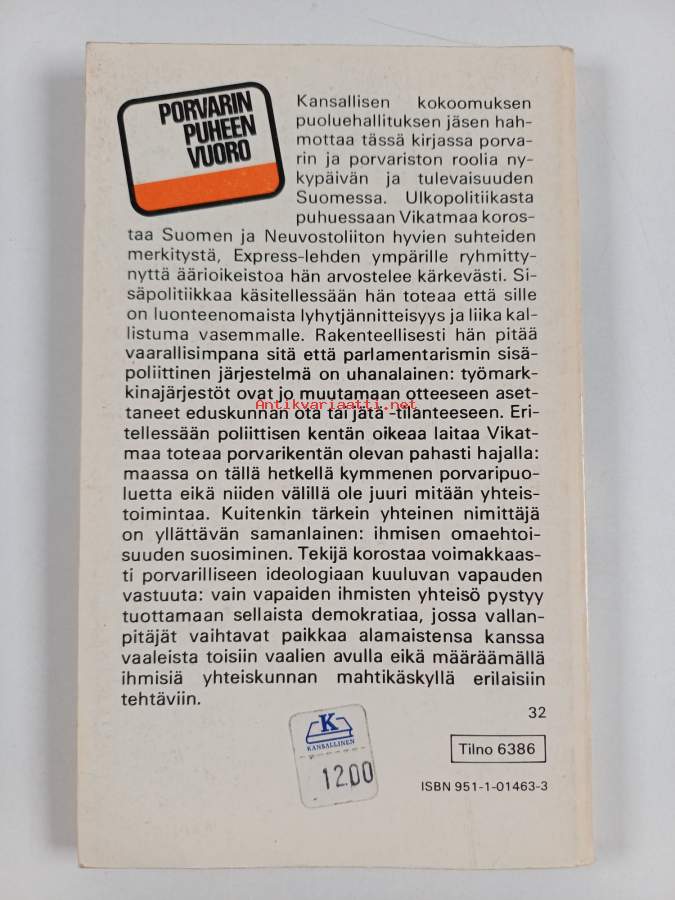 PORVARIN
PUHEEN
VUORO
Kansallisen kokoomuksen
puoluehallituksen jäsen hah-
mottaa tässä kirjassa porva-
rin ja porvariston roolia ny-
kypäivän ja tulevaisuuden
Suomessa. Ulkopolitiikasta
puhuessaan Vikatmaa koros-
taa Suomen ja Neuvostoliiton hyvien suhteiden
merkitystä, Express-lehden ympärille ryhmitty-
nyttä äärioikeistoa hän arvostelee kärkevästi. Si-
säpolitiikkaa käsitellessään hän toteaa että sille
on luonteenomaista lyhytjännitteisyys ja liika kal-
listuma vasemmalle. Rakenteellisesti hän pitää
vaarallisimpana sitä että parlamentarismin sisä-
poliittinen järjestelmä on uhanalainen: työmark-
kinajärjestöt ovat jo muutamaan otteeseen aset-
Antikvariaatti.net
taneet eduskunnan ota tai jätä -tilanteeseen. Eri-
tellessään poliittisen kentän oikeaa laitaa Vikat-
maa toteaa porvarikentän olevan pahasti hajalla:
maassa on tällä hetkellä kymmenen porvaripuo-
luetta eikä niiden välillä ole juuri mitään yhteis-
toimintaa. Kuitenkin tärkein yhteinen nimittäjä
on yllättävän samanlainen: ihmisen omaehtoi-
suuden suosiminen. Tekijä korostaa voimakkaas-
ti porvarilliseen ideologiaan kuuluvan vapauden
vastuuta: vain vapaiden ihmisten yhteisö pystyy
tuottamaan sellaista demokratiaa, jossa vallan-
pitäjät vaihtavat paikkaa alamaistensa kanssa
vaaleista toisiin vaalien avulla eikä määräämällä
ihmisiä yhteiskunnan mahtikäskyllä erilaisiin
tehtäviin.
32
K
KANSALLINEN
12.00
Tilno 6386
ISBN 951-1-01463-3